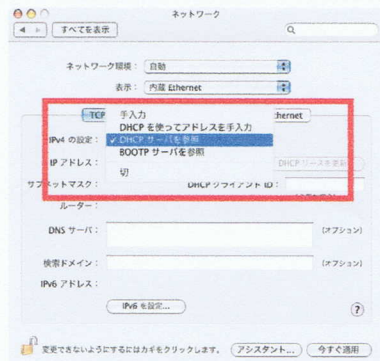 ネットワーク
すべてを表示
ネットワーク環境： 自動
表示： 内蔵 Ethernet
TCP
手入力
thernet
DHCP を使ってアドレスを手入力
IPv4 の設定： ✓ DHCP サーバを参照
BOOTP サーバを参照
IP アドレス： DHCP リースを更新
切
サブネットマスク： DHCP クライアント ID：
ルーター：
DNS サーバ： (オプション)
検索ドメイン： (オプション)
IPv6 アドレス：
IPv6 を設定...
?
変更できないようにするにはカギをクリックします。 アシスタント... 今すぐ適用